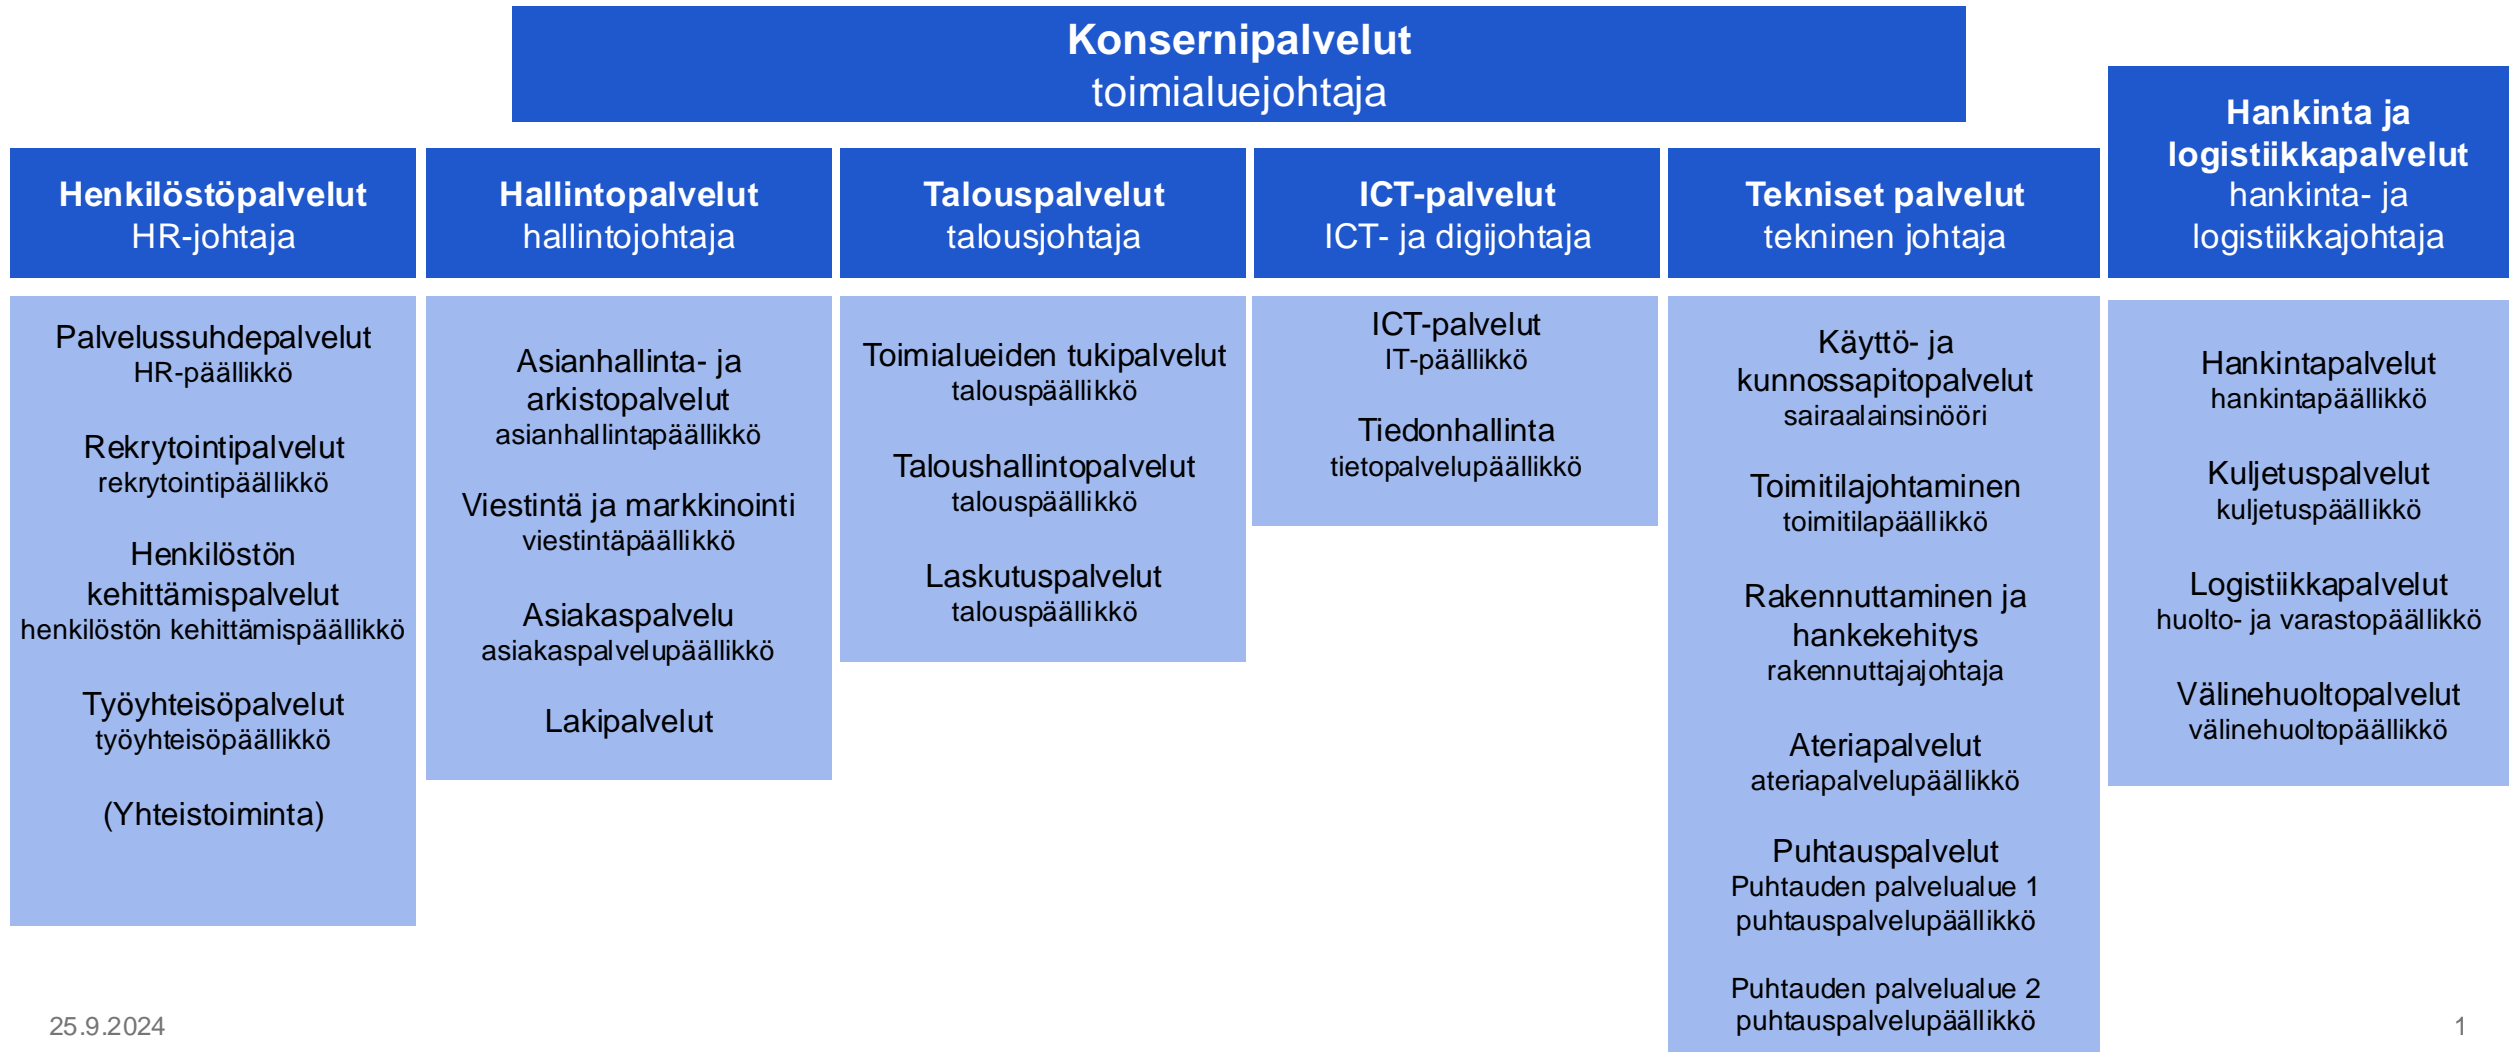 Konsernipalvelut
toimialuejohtaja
Henkilöstöpalvelut
HR-johtaja
Palvelussuhdepalvelut
HR-päällikkö
Rekrytointipalvelut
rekrytointipäällikkö
Henkilöstön
kehittämispalvelut
henkilöstön kehittämispäällikkö
Työyhteisöpalvelut
työyhteisöpäällikkö
(Yhteistoiminta)
Hallintopalvelut
hallintojohtaja
Asianhallinta- ja
arkistopalvelut
asianhallintapäällikkö
Viestintä ja markkinointi
viestintäpäällikkö
Asiakaspalvelu
asiakaspalvelupäällikkö
Lakipalvelut
Talouspalvelut
talousjohtaja
Toimialueiden tukipalvelut
talouspäällikkö
Taloushallintopalvelut
talouspäällikkö
Laskutuspalvelut
talouspäällikkö
ICT-palvelut
ICT- ja digijohtaja
ICT-palvelut
IT-päällikkö
Tiedonhallinta
tietopalvelupäällikkö
Tekniset palvelut
tekninen johtaja
Käyttö- ja
kunnossapitopalvelut
sairaalainsinööri
Toimitilajohtaminen
toimitilapäällikkö
Rakennuttaminen ja
hankekehitys
rakennuttajajohtaja
Ateriapalvelut
ateriapalvelupäällikkö
Puhtauspalvelut
Puhtauden palvelualue 1
puhtauspalvelupäällikkö
Puhtauden palvelualue 2
puhtauspalvelupäällikkö
Hankinta ja
logistiikkapalvelut
hankinta- ja
logistiikkajohtaja
Hankintapalvelut
hankintapäällikkö
Kuljetuspalvelut
kuljetuspäällikkö
Logistiikkapalvelut
huolto- ja varastopäällikkö
Välinehuoltopalvelut
välinehuoltopäällikkö
25.9.2024
1